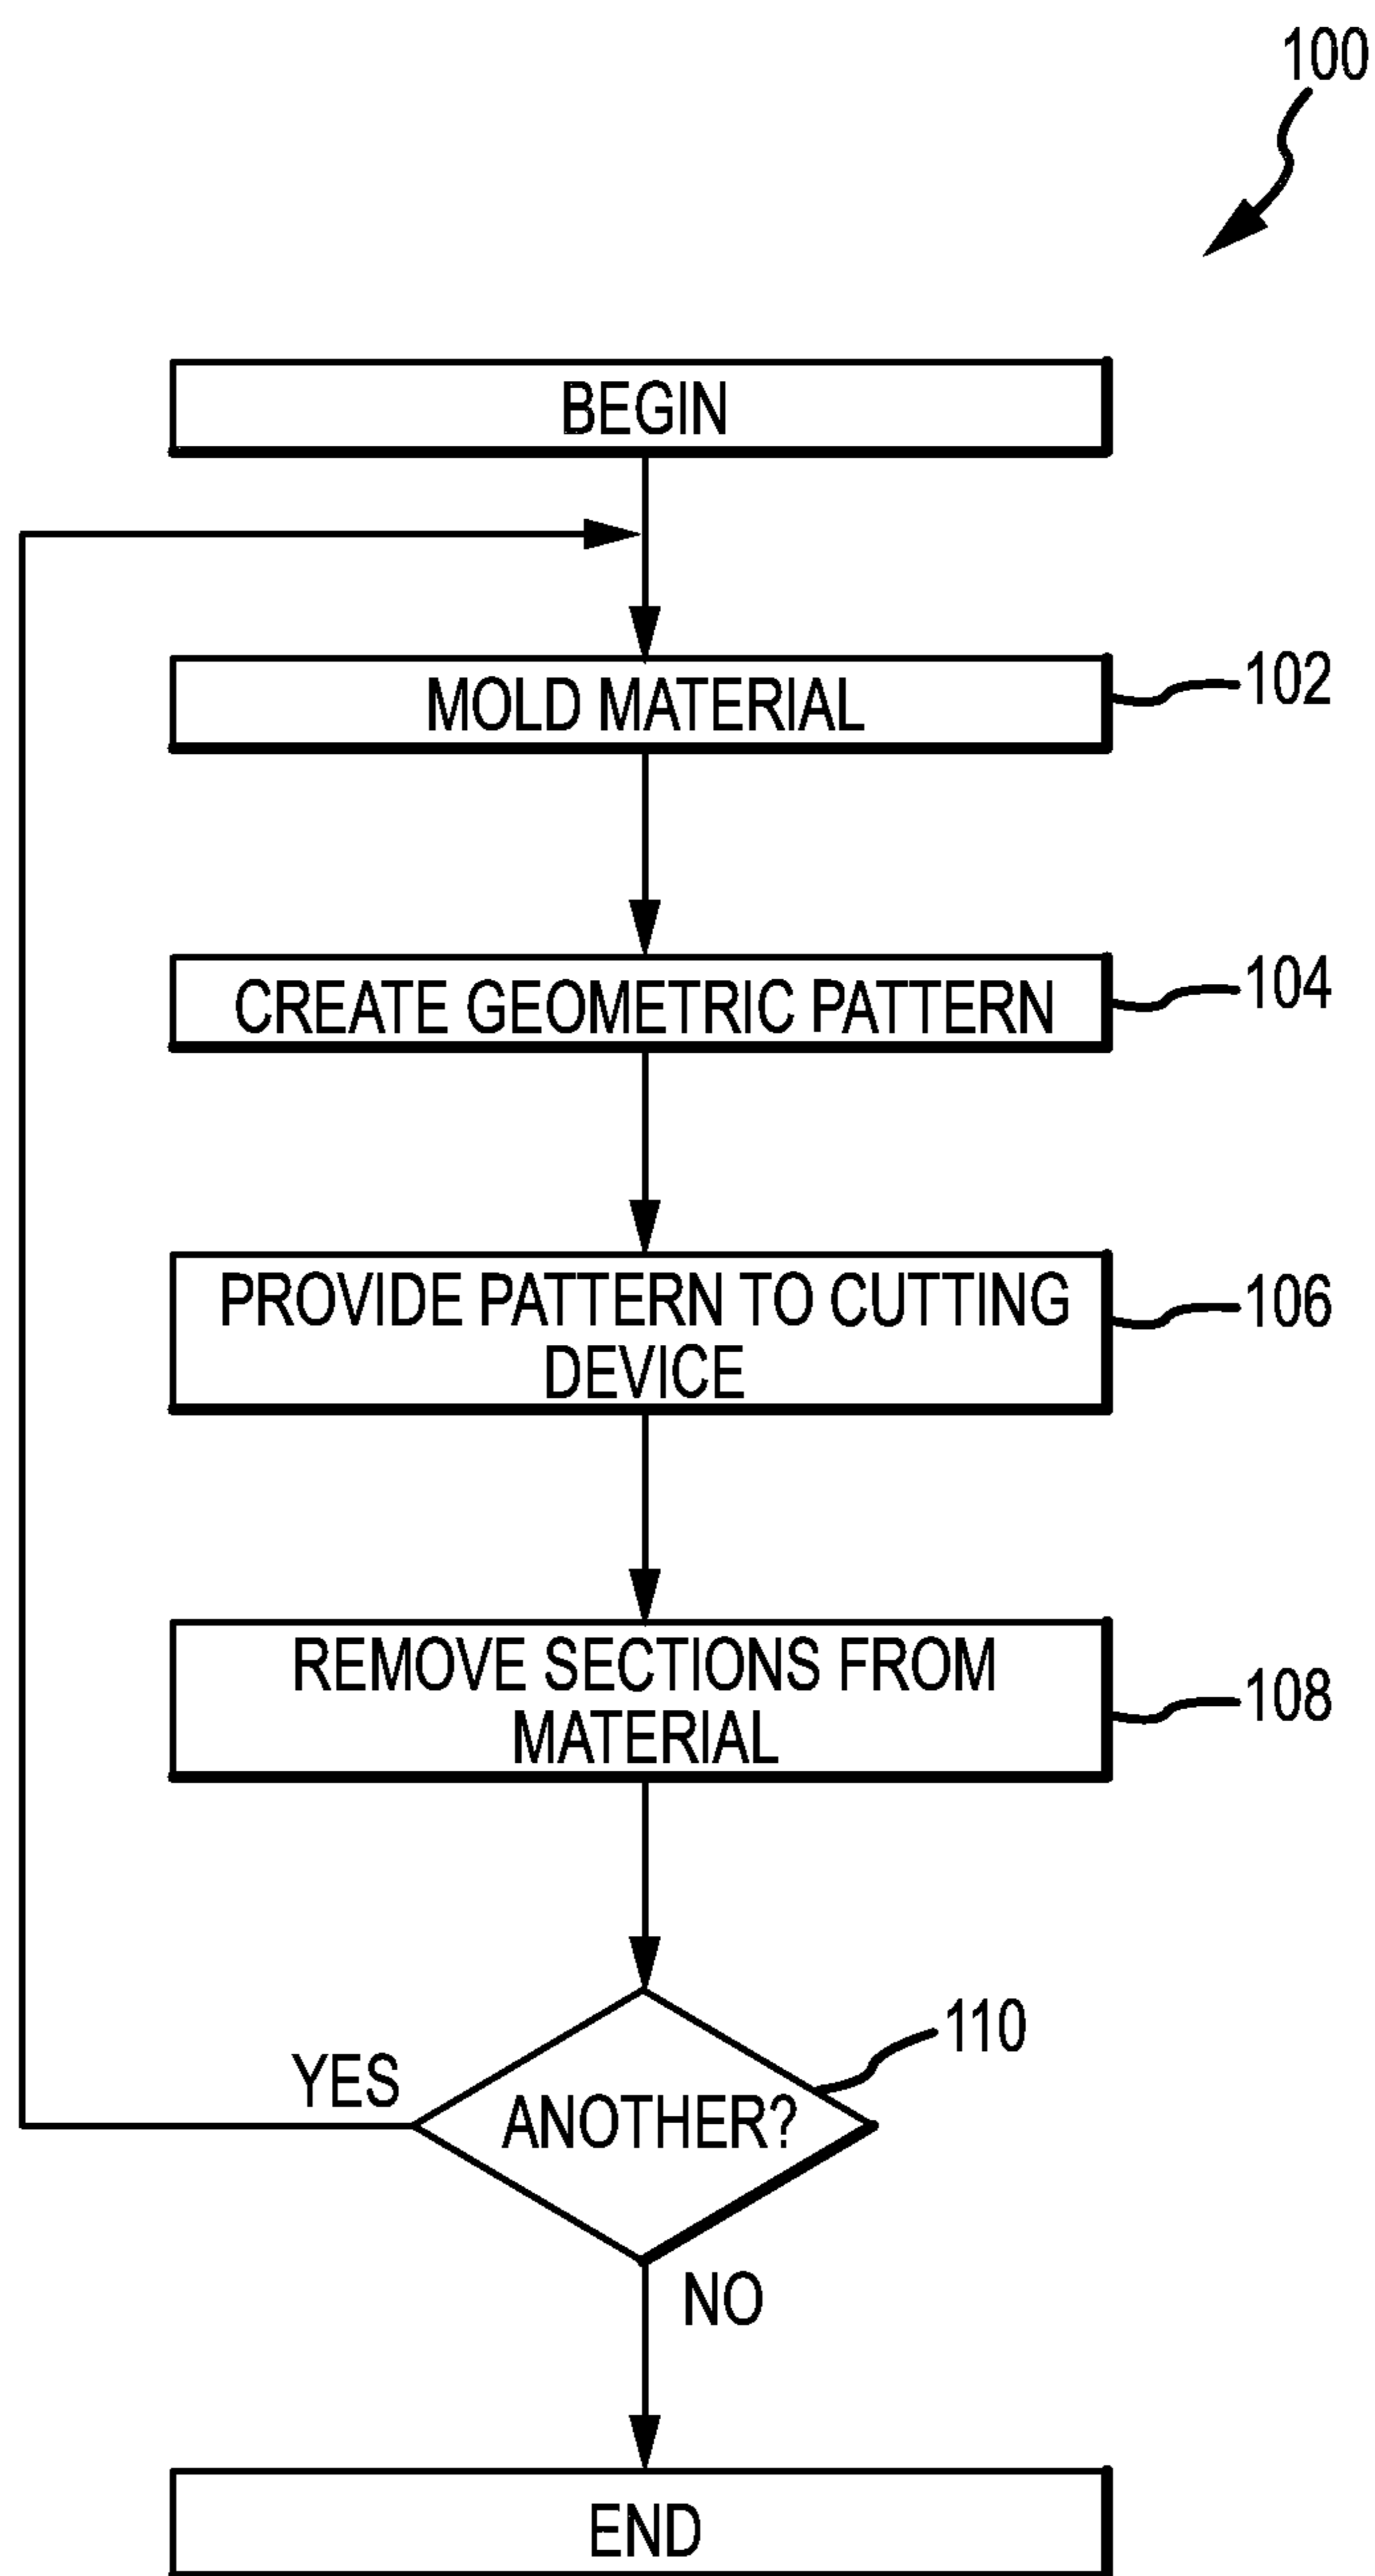 100
BEGIN
MOLD MATERIAL
102
CREATE GEOMETRIC PATTERN
104
PROVIDE PATTERN TO CUTTING
DEVICE
106
REMOVE SECTIONS FROM
MATERIAL
108
110
YES
ANOTHER?
NO
END